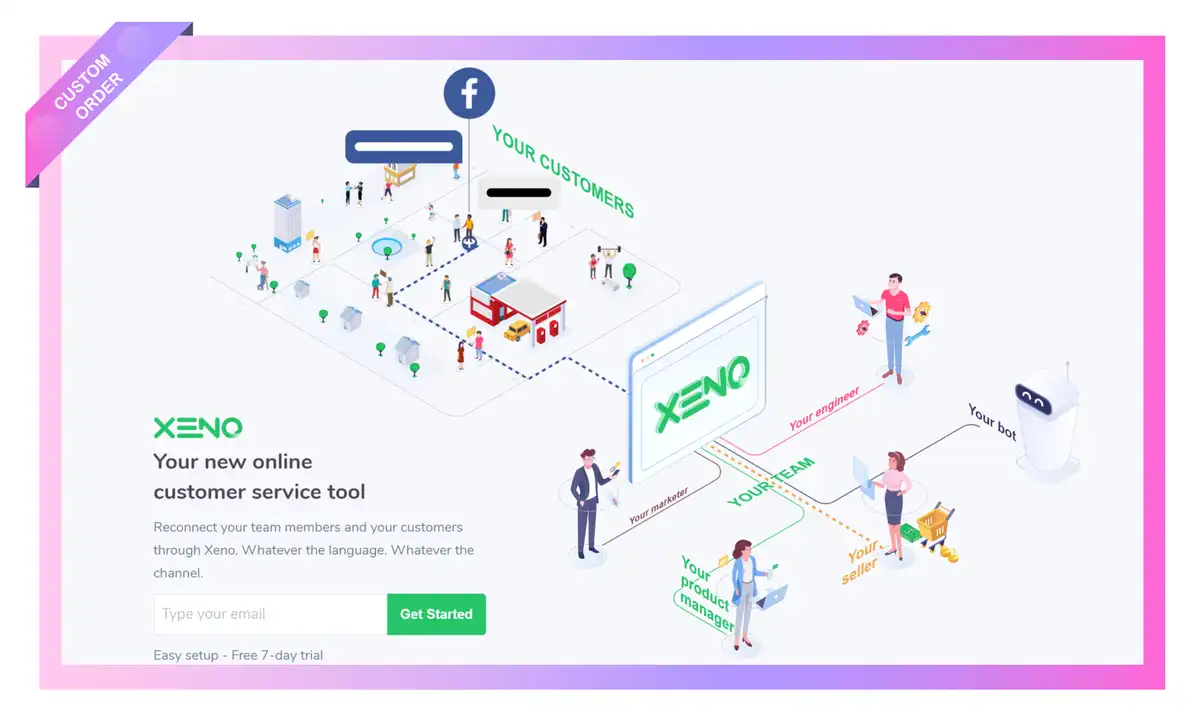 CUSTOM
ORDER
f
YOUR CUSTOMERS
XENO
Your engineer
Your bot
XENO
Your new online
customer service tool
Your marketer
YOUR TEAM
Reconnect your team members and your customers
through Xeno. Whatever the language. Whatever the
channel.
Your
seller
Your
product
manager
Type your email
Get Started
Easy setup - Free 7-day trial